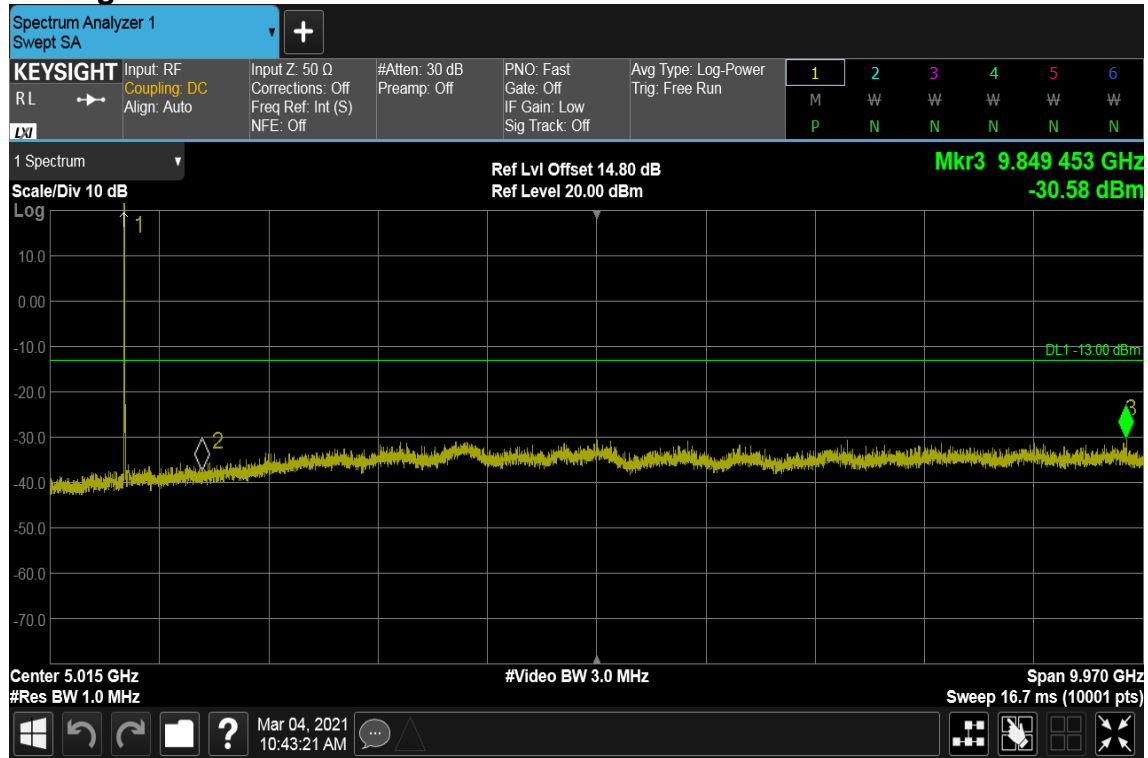 Spectrum Analyzer 1
Swept SA
+
KEYSIGHT
RL
LXI
Input: RF
Coupling: DC
Align: Auto
Input Z: 50 Ω
Corrections: Off
Freq Ref: Int (S)
NFE: Off
#Atten: 30 dB
Preamp: Off
PNO: Fast
Gate: Off
IF Gain: Low
Sig Track: Off
Avg Type: Log-Power
Trig: Free Run
1 2 3 4 5 6
M W W W W W
P N N N N N
1 Spectrum
Scale/Div 10 dB
Log
Ref Lvl Offset 14.80 dB
Ref Level 20.00 dBm
Mkr3 9.849 453 GHz
-30.58 dBm
1
10.0
0.00
-10.0
DL1 -13.00 dBm
-20.0
3
-30.0
2
-40.0
-50.0
-60.0
-70.0
Center 5.015 GHz
#Res BW 1.0 MHz
#Video BW 3.0 MHz
Span 9.970 GHz
Sweep 16.7 ms (10001 pts)
?
Mar 04, 2021
10:43:21 AM